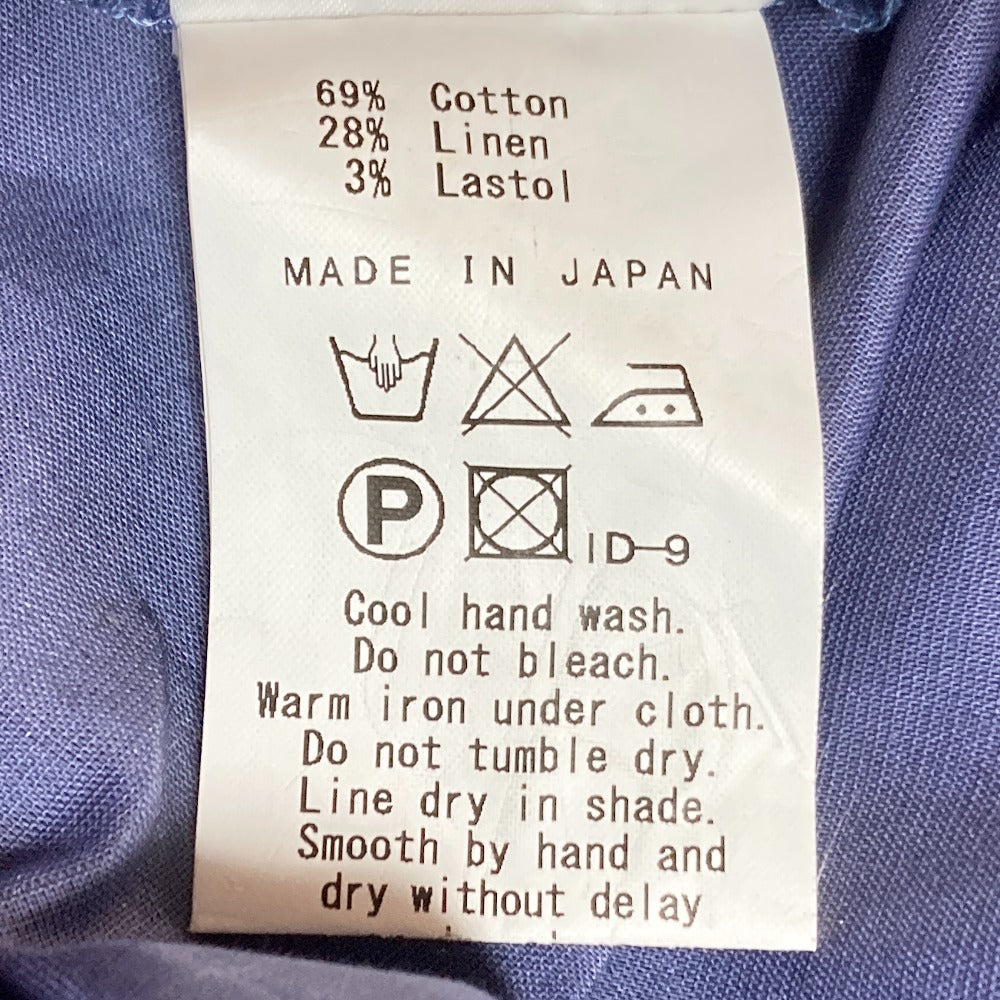 69% Cotton
28% Linen
3% Lastol
MADE IN JAPAN
P
ID-9
Cool hand wash.
Do not bleach.
Warm iron under cloth.
Do not tumble dry.
Line dry in shade.
Smooth by hand and
dry without delay